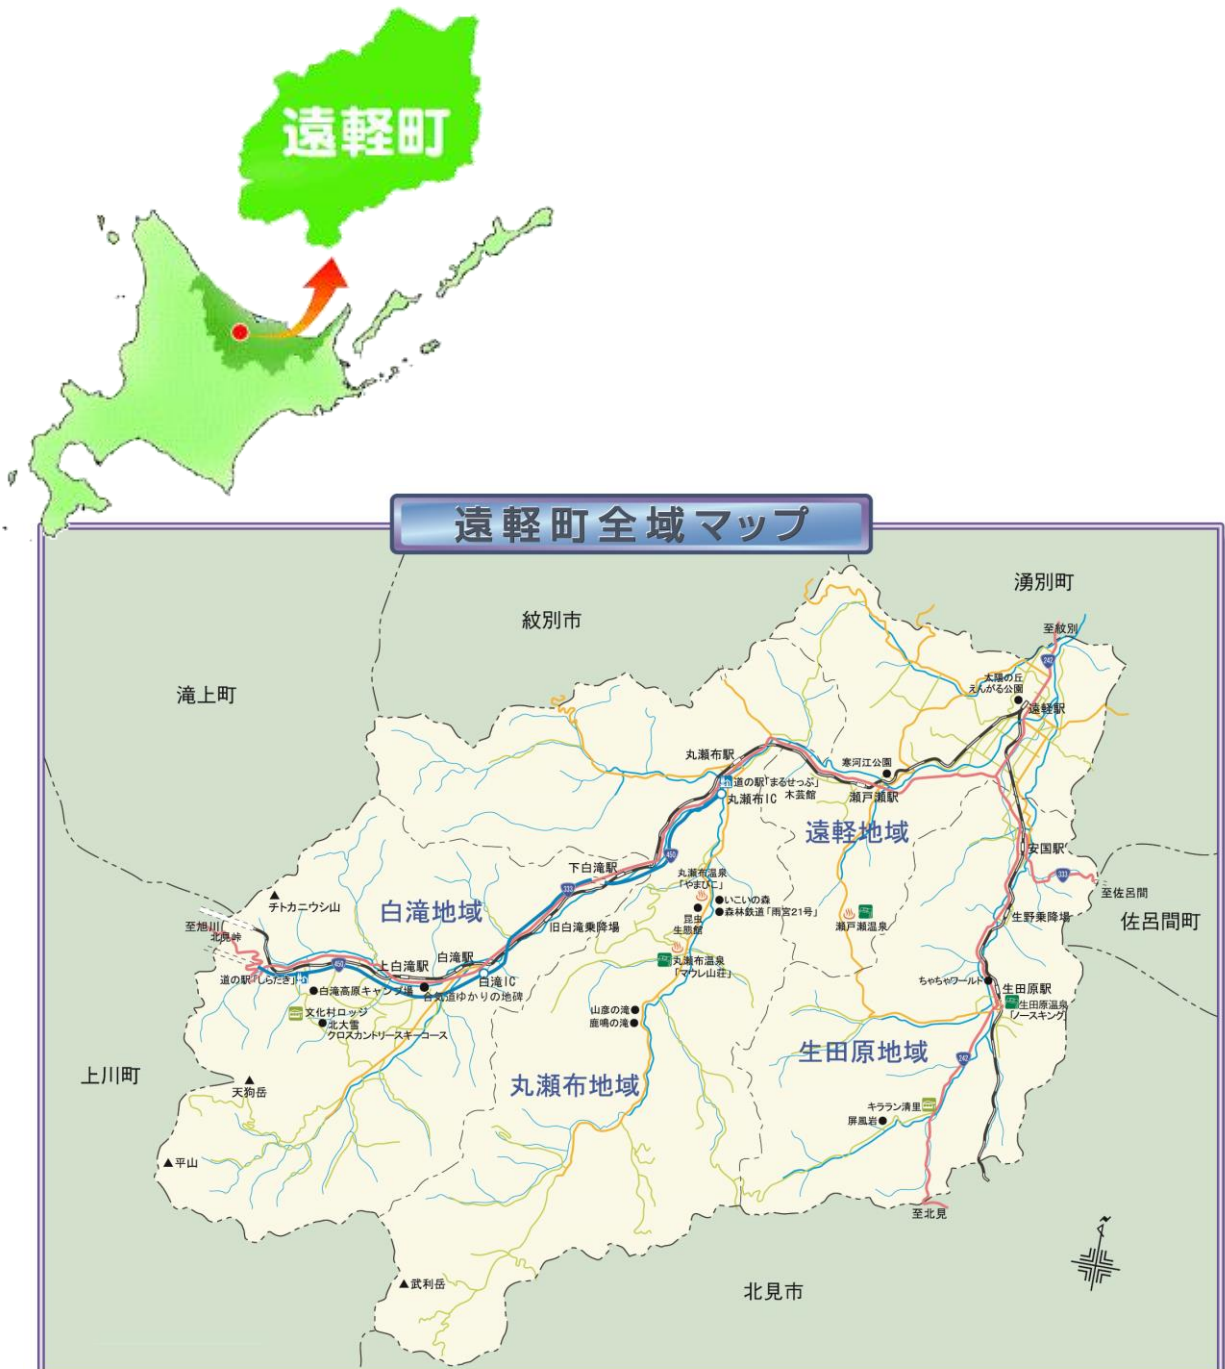 遠軽町
遠軽町全域マップ
湧別町
紋別市
至紋別
242
滝上町
太陽の丘
えんがる公園
遠軽駅
丸瀬布駅
寒河江公園
道の駅「まるせっぷ」
木芸館
丸瀬布IC
瀬戸瀬駅
遠軽地域
安国駅
450
下白滝駅
333
丸瀬布温泉
「やまびこ」
333
至佐呂間
チトカニウシ山
白滝地域
いこいの森
森林鉄道「雨宮21号」
昆虫
生態館
佐呂間町
至旭川
北見峠
旧白滝乗降場
瀬戸瀬温泉
生野乗降場
白滝駅
上白滝駅
450
丸瀬布温泉
「マウレ山荘」
道の駅「しらたき」
白滝IC
ちゃちゃワールド
生田原駅
白滝高原キャンプ場
合気道ゆかりの地碑
生田原温泉
「ノースキング」
文化村ロッジ
山彦の滝
北大雪
クロスカントリースキーコース
鹿鳴の滝
生田原地域
242
上川町
天狗岳
丸瀬布地域
キララン清里
屏風岩
平山
至北見
武利岳
北見市